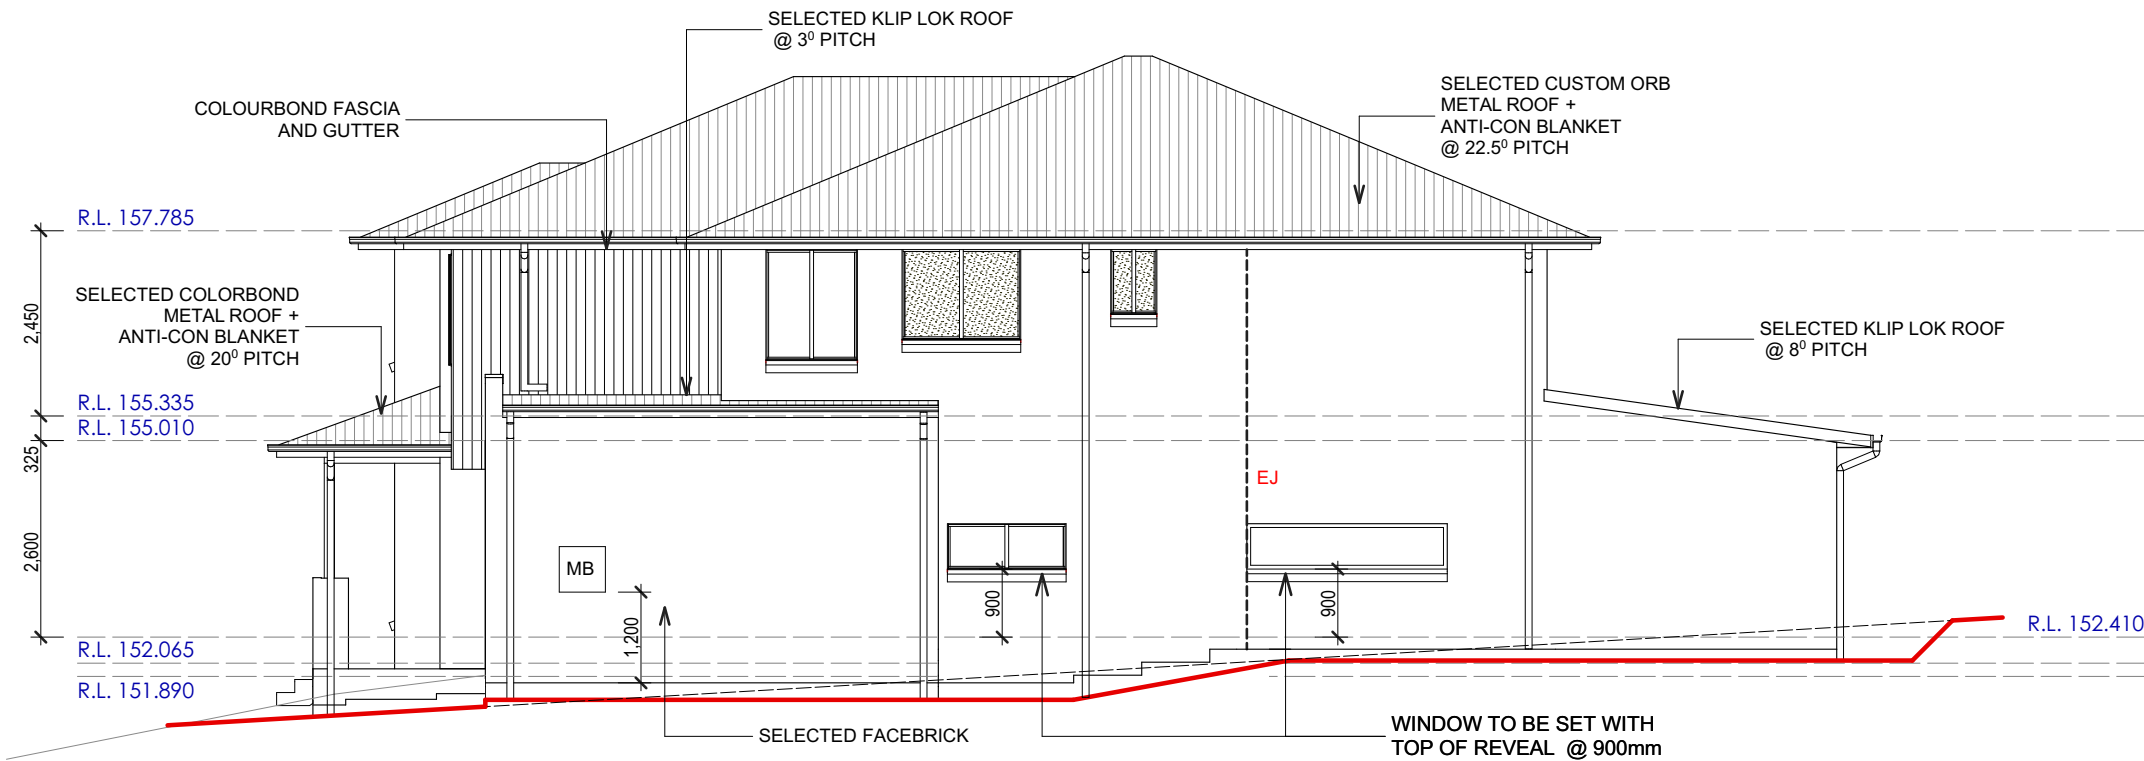 SELECTED KLIP LOK ROOF
@ 3⁰ PITCH
COLOURBOND FASCIA
AND GUTTER
SELECTED CUSTOM ORB
METAL ROOF +
ANTI-CON BLANKET
@ 22.5⁰ PITCH
R.L. 157.785
2,450
SELECTED COLORBOND
METAL ROOF +
ANTI-CON BLANKET
@ 20⁰ PITCH
SELECTED KLIP LOK ROOF
@ 8⁰ PITCH
R.L. 155.335
R.L. 155.010
325
EJ
2,600
MB
1,200
900
900
R.L. 152.410
R.L. 152.065
R.L. 151.890
SELECTED FACEBRICK
WINDOW TO BE SET WITH
TOP OF REVEAL @ 900mm